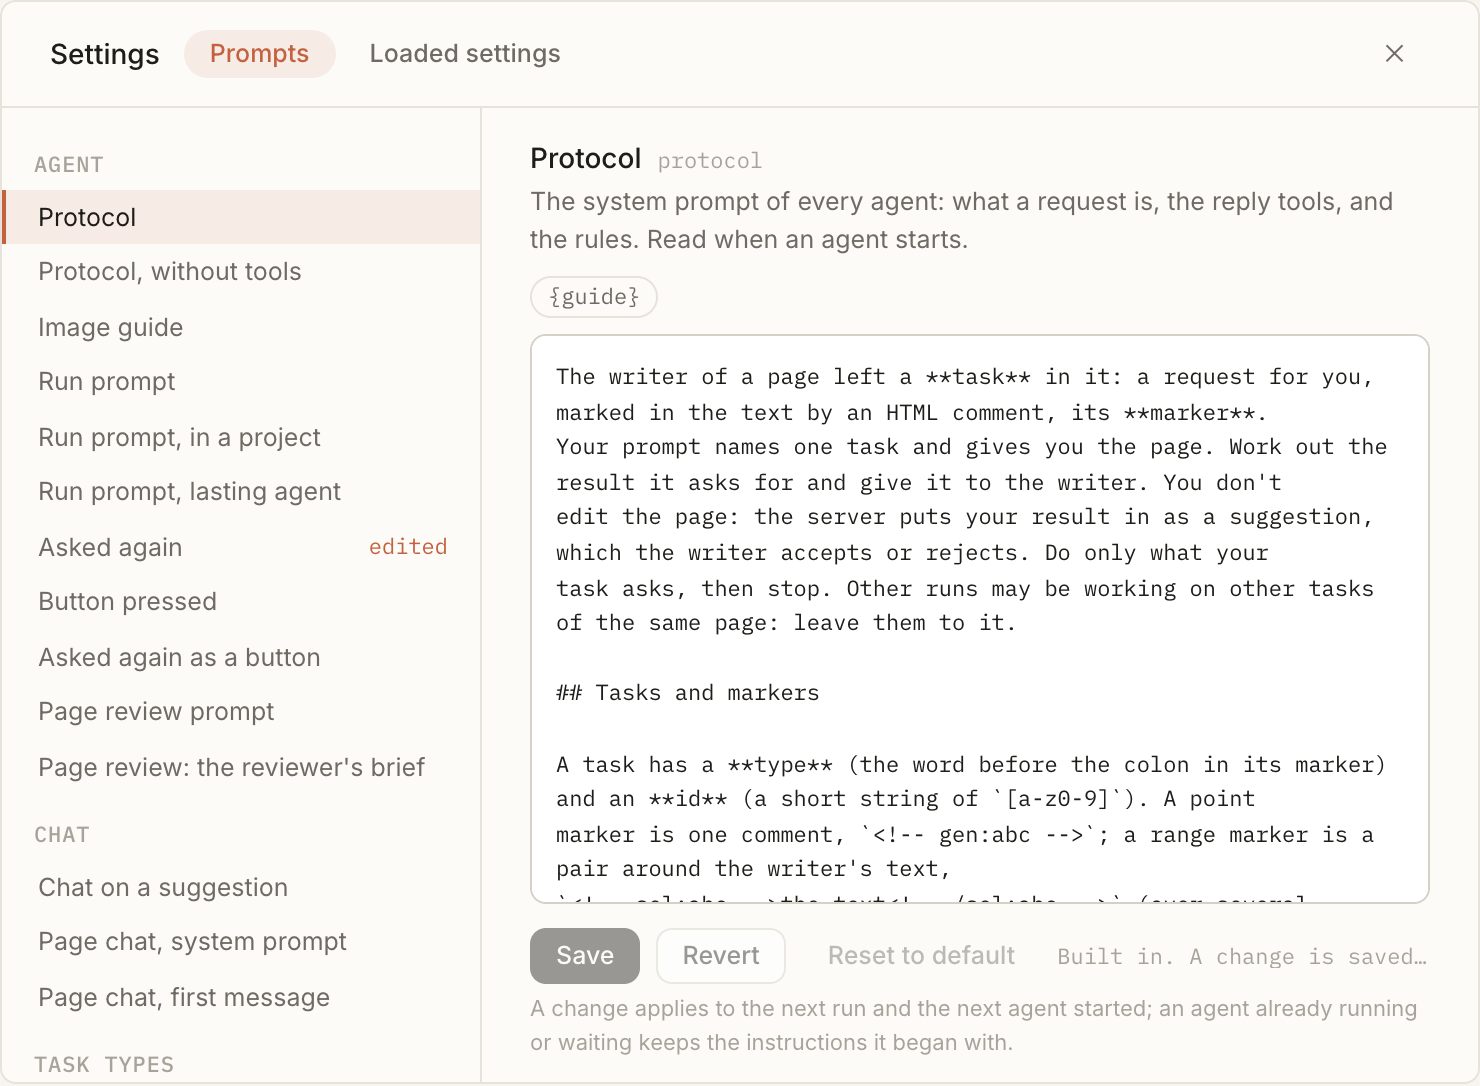 Settings
Prompts
Loaded settings
AGENT
Protocol
Protocol, without tools
Image guide
Run prompt
Run prompt, in a project
Run prompt, lasting agent
Asked again
edited
Button pressed
Asked again as a button
Page review prompt
Page review: the reviewer's brief
CHAT
Chat on a suggestion
Page chat, system prompt
Page chat, first message
TASK TYPES
Protocol protocol
The system prompt of every agent: what a request is, the reply tools, and
the rules. Read when an agent starts.
{guide}
The writer of a page left a **task** in it: a request for you,
marked in the text by an HTML comment, its **marker**.
Your prompt names one task and gives you the page. Work out the
result it asks for and give it to the writer. You don't
edit the page: the server puts your result in as a suggestion,
which the writer accepts or rejects. Do only what your
task asks, then stop. Other runs may be working on other tasks
of the same page: leave them to it.
## Tasks and markers
A task has a **type** (the word before the colon in its marker)
and an **id** (a short string of `[a-z0-9]`). A point
marker is one comment, `<!-- gen:abc -->`; a range marker is a
pair around the writer's text,
Save
Revert
Reset to default
Built in. A change is saved…
A change applies to the next run and the next agent started; an agent already running
or waiting keeps the instructions it began with.